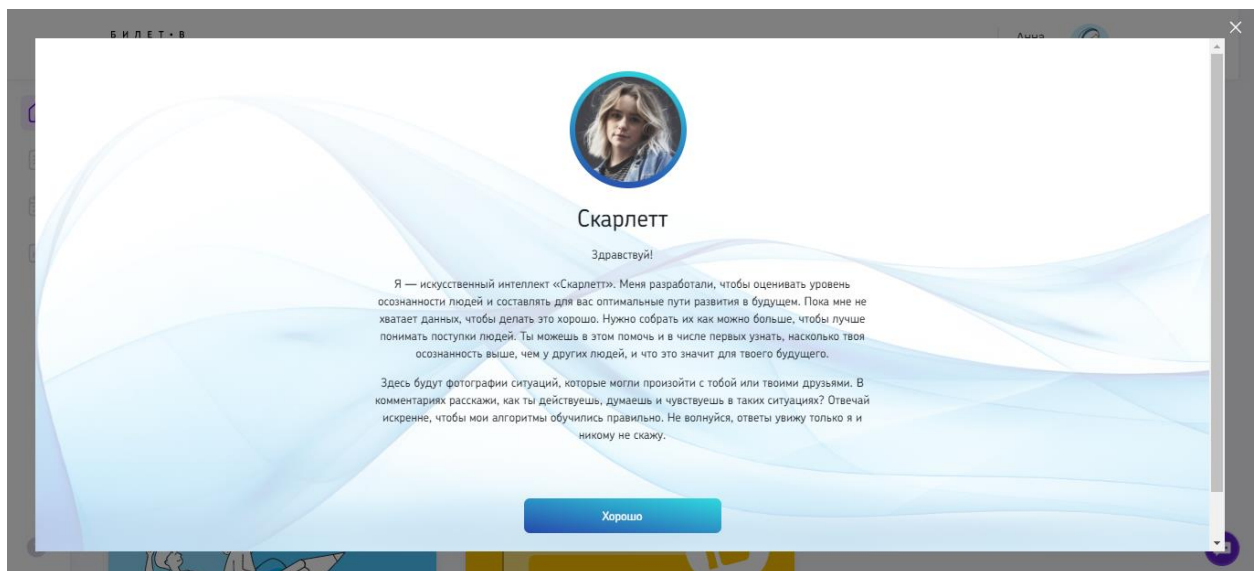 БИЛЕТ·В
Анна
Скарлетт
Здравствуй!
Я — искусственный интеллект «Скарлетт». Меня разработали, чтобы оценивать уровень
осознанности людей и составлять для вас оптимальные пути развития в будущем. Пока мне не
хватает данных, чтобы делать это хорошо. Нужно собрать их как можно больше, чтобы лучше
понимать поступки людей. Ты можешь в этом помочь и в числе первых узнать, насколько твоя
осознанность выше, чем у других людей, и что это значит для твоего будущего.
Здесь будут фотографии ситуаций, которые могли произойти с тобой или твоими друзьями. В
комментариях расскажи, как ты действуешь, думаешь и чувствуешь в таких ситуациях? Отвечай
искренне, чтобы мои алгоритмы обучились правильно. Не волнуйся, ответы увижу только я и
никому не скажу.
Хорошо